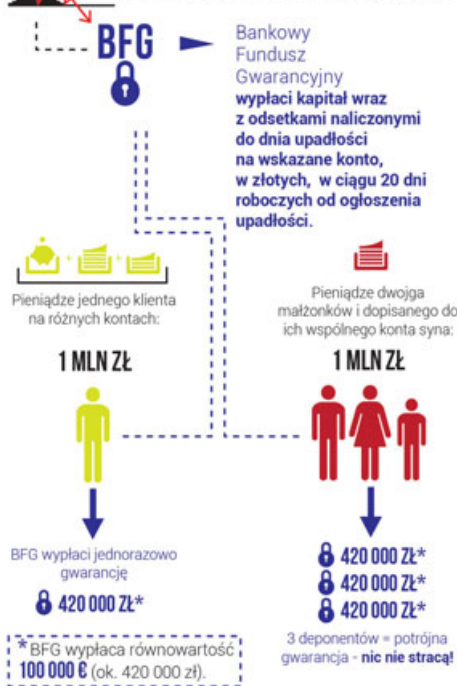 BFG
Bankowy
Fundusz
Gwarancyjny
wypłaci kapitał wraz
z odsetkami naliczonymi
do dnia upadłości
na wskazane konto,
w złotych, w ciągu 20 dni
roboczych od ogłoszenia
upadłości.
Pieniądze jednego klienta
na różnych kontach:
1 MLN ZŁ
BFG wypłaci jednorazowo
gwarancję
420 000 ZŁ*
* BFG wypłaca równowartość
100 000 € (ok. 420 000 zł).
Pieniądze dwojga
małżonków i dopisanego do
ich wspólnego konta syna:
1 MLN ZŁ
420 000 ZŁ*
420 000 ZŁ*
420 000 ZŁ*
3 deponentów = potrójna
gwarancja - nic nie stracą!